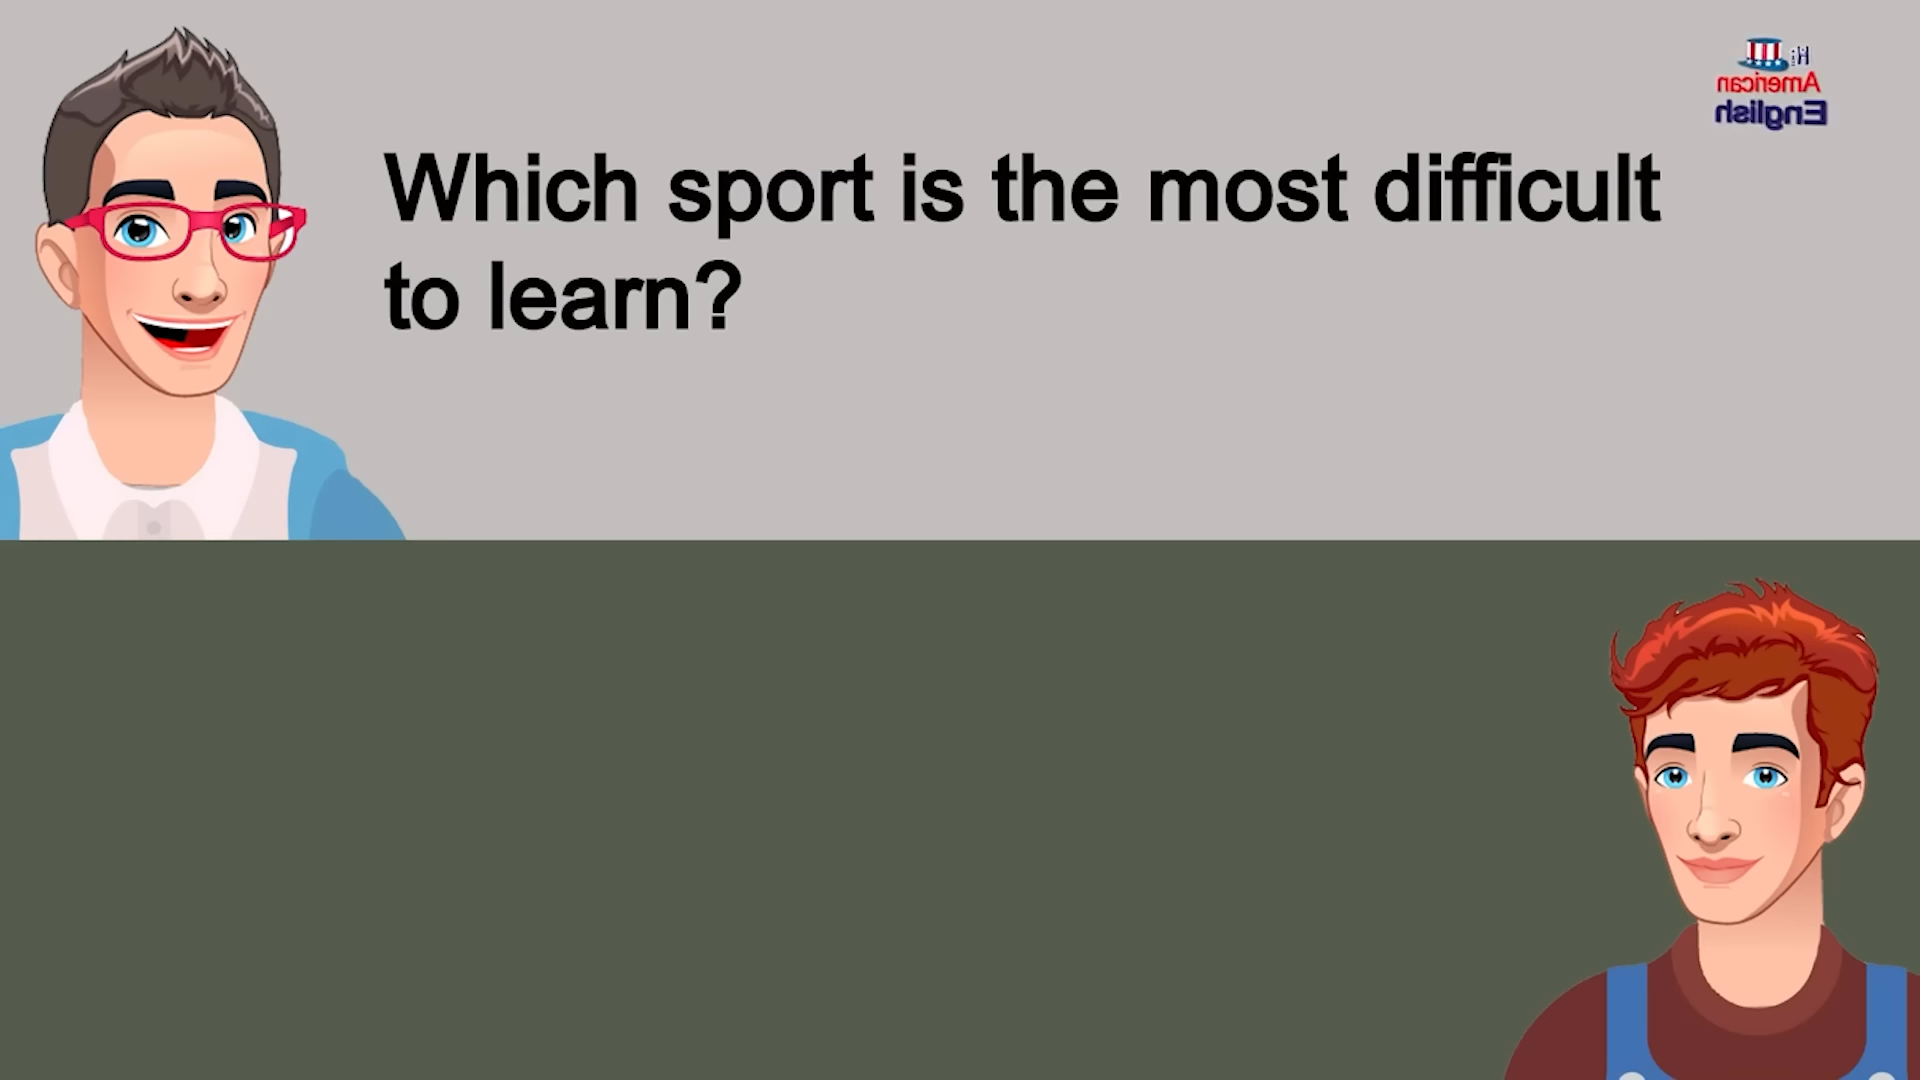 Hi
American
English
Which sport is the most difficult
to learn?